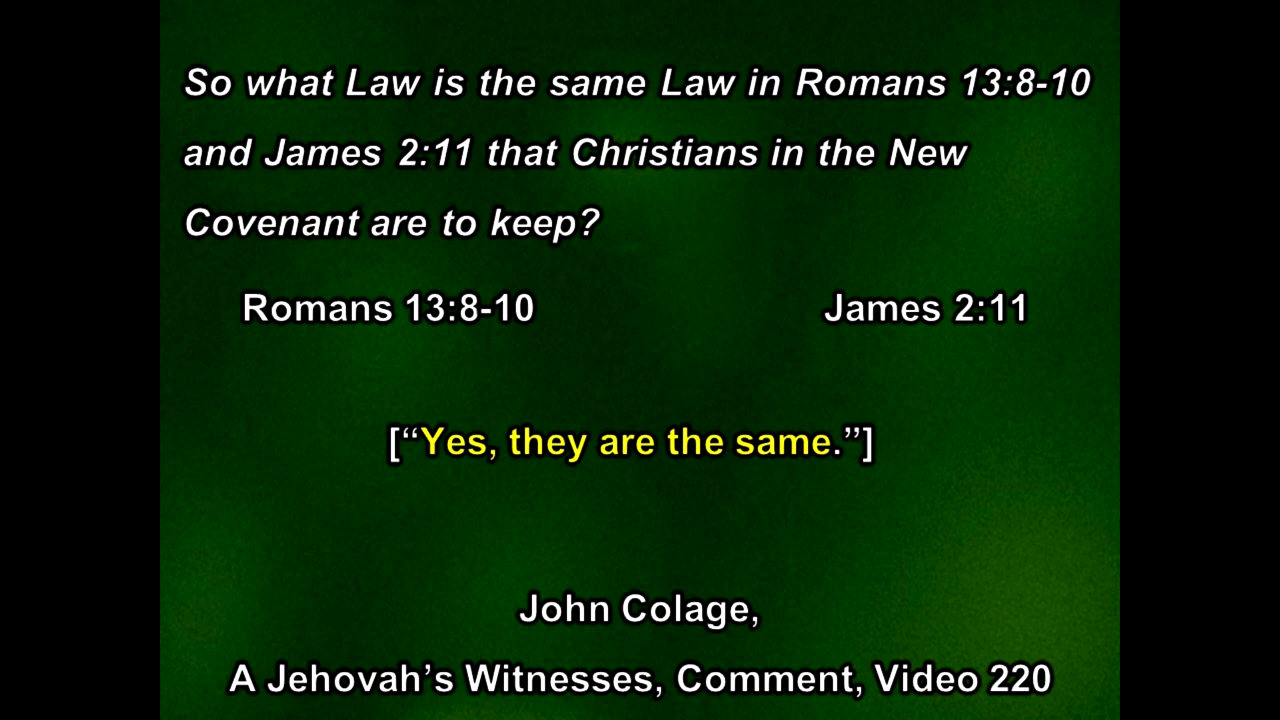 So what Law is the same Law in Romans 13:8-10
and James 2:11 that Christians in the New
Covenant are to keep?
Romans 13:8-10 James 2:11
[“Yes, they are the same.”]
John Colage,
A Jehovah’s Witnesses, Comment, Video 220